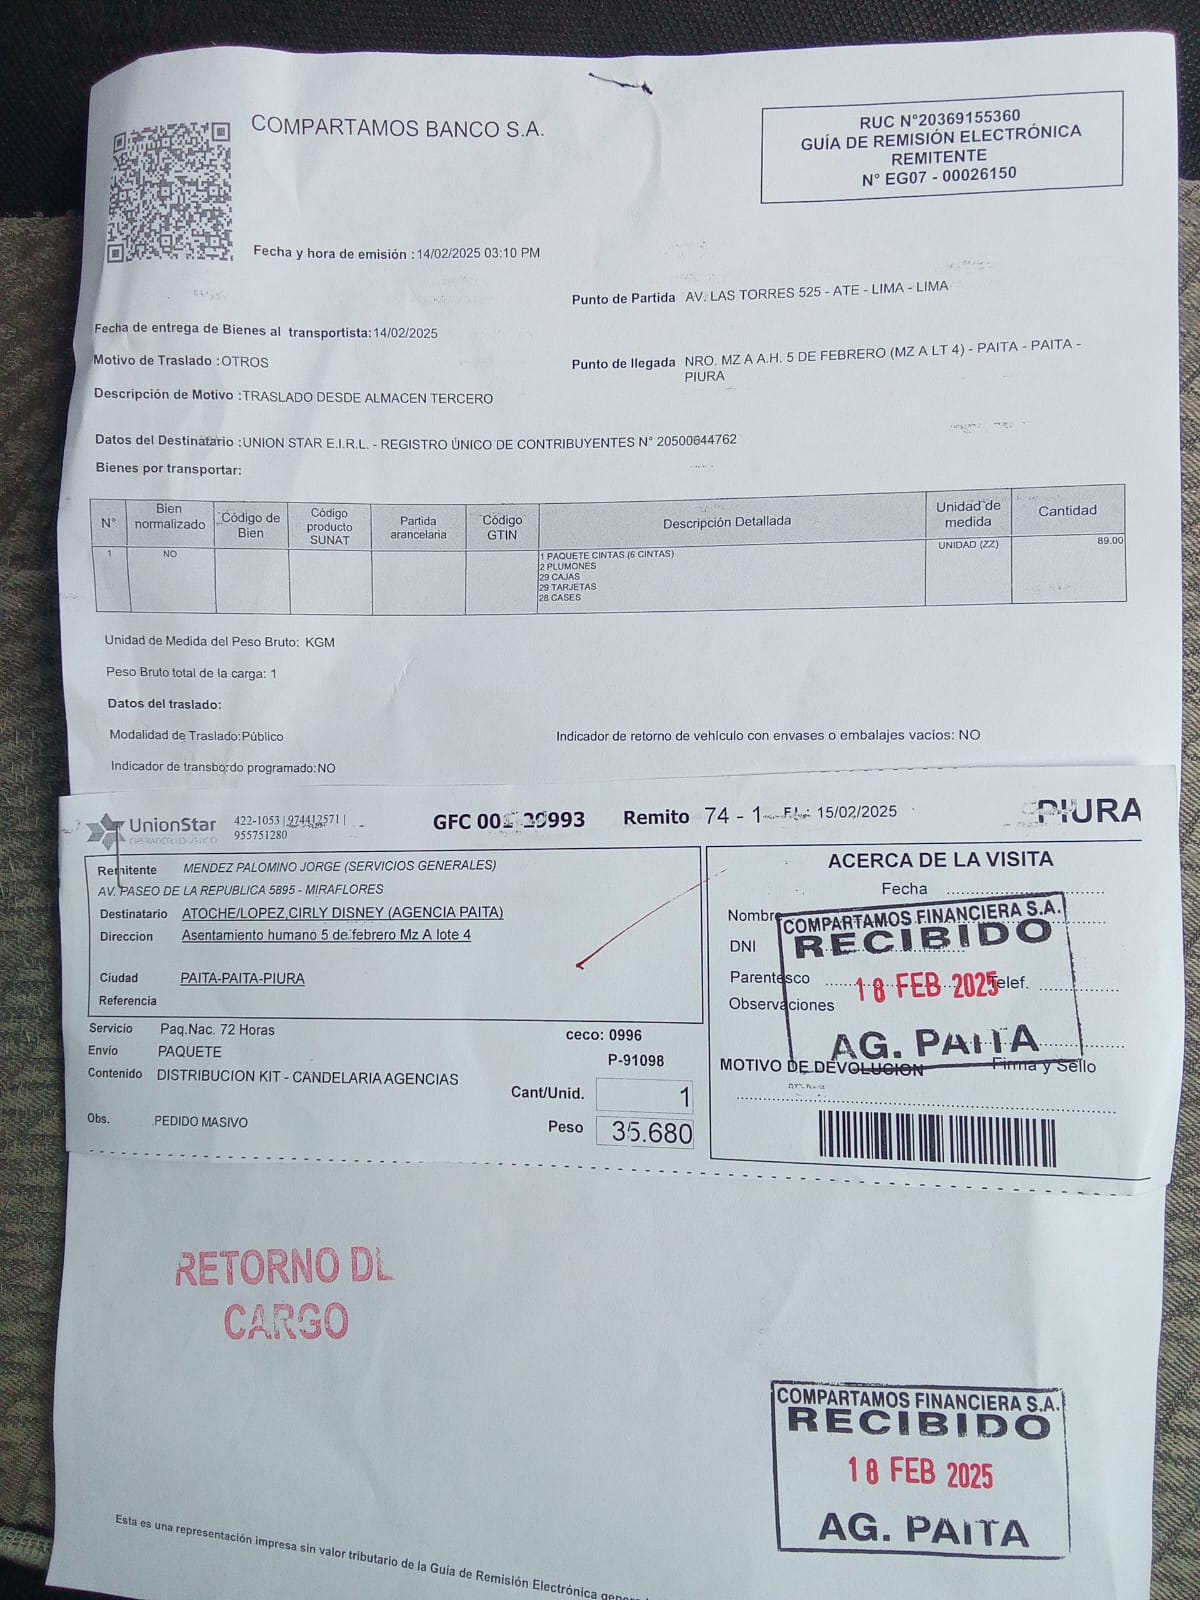 COMPARTAMOS BANCO S.A.
RUC N°20369155360
GUÍA DE REMISIÓN ELECTRÓNICA
REMITENTE
N° EG07 - 00026150
Fecha y hora de emisión :14/02/2025 03:10 PM
Punto de Partida AV. LAS TORRES 525 - ATE - LIMA - LIMA
Fecha de entrega de Bienes al transportista:14/02/2025
Motivo de Traslado :OTROS
Punto de llegada NRO. MZ A A.H. 5 DE FEBRERO (MZ A LT 4) - PAITA - PAITA -
PIURA
Descripción de Motivo :TRASLADO DESDE ALMACEN TERCERO
Datos del Destinatario :UNION STAR E.I.R.L. - REGISTRO ÚNICO DE CONTRIBUYENTES N° 20500644762
Bienes por transportar:
N° Bien normalizado Código de Bien Código producto SUNAT Partida arancelaria Código GTIN Descripción Detallada Unidad de medida Cantidad
1 NO 1 PAQUETE CINTAS (6 CINTAS) UNIDAD (ZZ) 89.00
2 PLUMONES
29 CAJAS
29 TARJETAS
28 CASES
Unidad de Medida del Peso Bruto: KGM
Peso Bruto total de la carga: 1
Datos del traslado:
Modalidad de Traslado:Público
Indicador de retorno de vehículo con envases o embalajes vacíos: NO
Indicador de transbordo programado:NO
UnionStar
OPERADOR LOGISTICO
422-1053 | 974412571 |
955751280
GFC 29993 Remito 74 - 1 15/02/2025 PIURA
Remitente MENDEZ PALOMINO JORGE (SERVICIOS GENERALES)
AV. PASEO DE LA REPUBLICA 5895 - MIRAFLORES
Destinatario ATOCHE/LOPEZ,CIRLY DISNEY (AGENCIA PAITA)
Direccion Asentamiento humano 5 de febrero Mz A lote 4
Ciudad PAITA-PAITA-PIURA
Referencia
Servicio Paq.Nac. 72 Horas
ceco: 0996
Envío PAQUETE
P-91098
Contenido DISTRIBUCION KIT - CANDELARIA AGENCIAS
Cant/Unid. 1
Obs. PEDIDO MASIVO
Peso 35.680
ACERCA DE LA VISITA
Fecha
Nombre
DNI
Parentesco Telef.
Observaciones
MOTIVO DE DEVOLUCION Firma y Sello
COMPARTAMOS FINANCIERA S.A.
RECIBIDO
18 FEB 2025
AG. PAITA
RETORNO DE
CARGO
COMPARTAMOS FINANCIERA S.A.
RECIBIDO
18 FEB 2025
AG. PAITA
Esta es una representación impresa sin valor tributario de la Guía de Remisión Electrónica